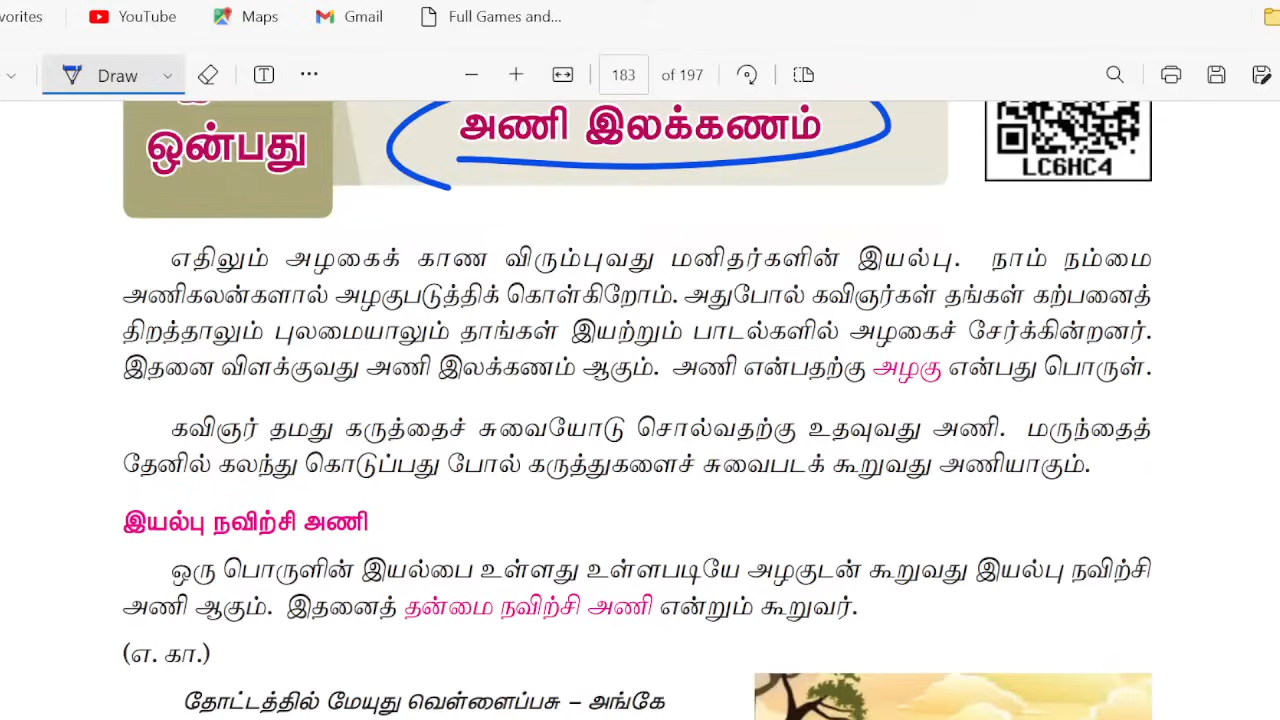 vorites YouTube Maps Gmail Full Games and...
Draw T ... 183 of 197
அணி இலக்கணம்
ஒன்பது
LC6HC4
எதிலும் அழகைக் காண விரும்புவது மனிதர்களின் இயல்பு. நாம் நம்மை
அணிகலன்களால் அழகுபடுத்திக் கொள்கிறோம். அதுபோல் கவிஞர்கள் தங்கள் கற்பனைத்
திறத்தாலும் புலமையாலும் தாங்கள் இயற்றும் பாடல்களில் அழகைச் சேர்க்கின்றனர்.
இதனை விளக்குவது அணி இலக்கணம் ஆகும். அணி என்பதற்கு அழகு என்பது பொருள்.
கவிஞர் தமது கருத்தைச் சுவையோடு சொல்வதற்கு உதவுவது அணி. மருந்தைத்
தேனில் கலந்து கொடுப்பது போல் கருத்துகளைச் சுவைபடக் கூறுவது அணியாகும்.
இயல்பு நவிற்சி அணி
ஒரு பொருளின் இயல்பை உள்ளது உள்ளபடியே அழகுடன் கூறுவது இயல்பு நவிற்சி
அணி ஆகும். இதனைத் தன்மை நவிற்சி அணி என்றும் கூறுவர்.
(எ. கா.)
தோட்டத்தில் மேயுது வெள்ளைப்பசு – அங்கே